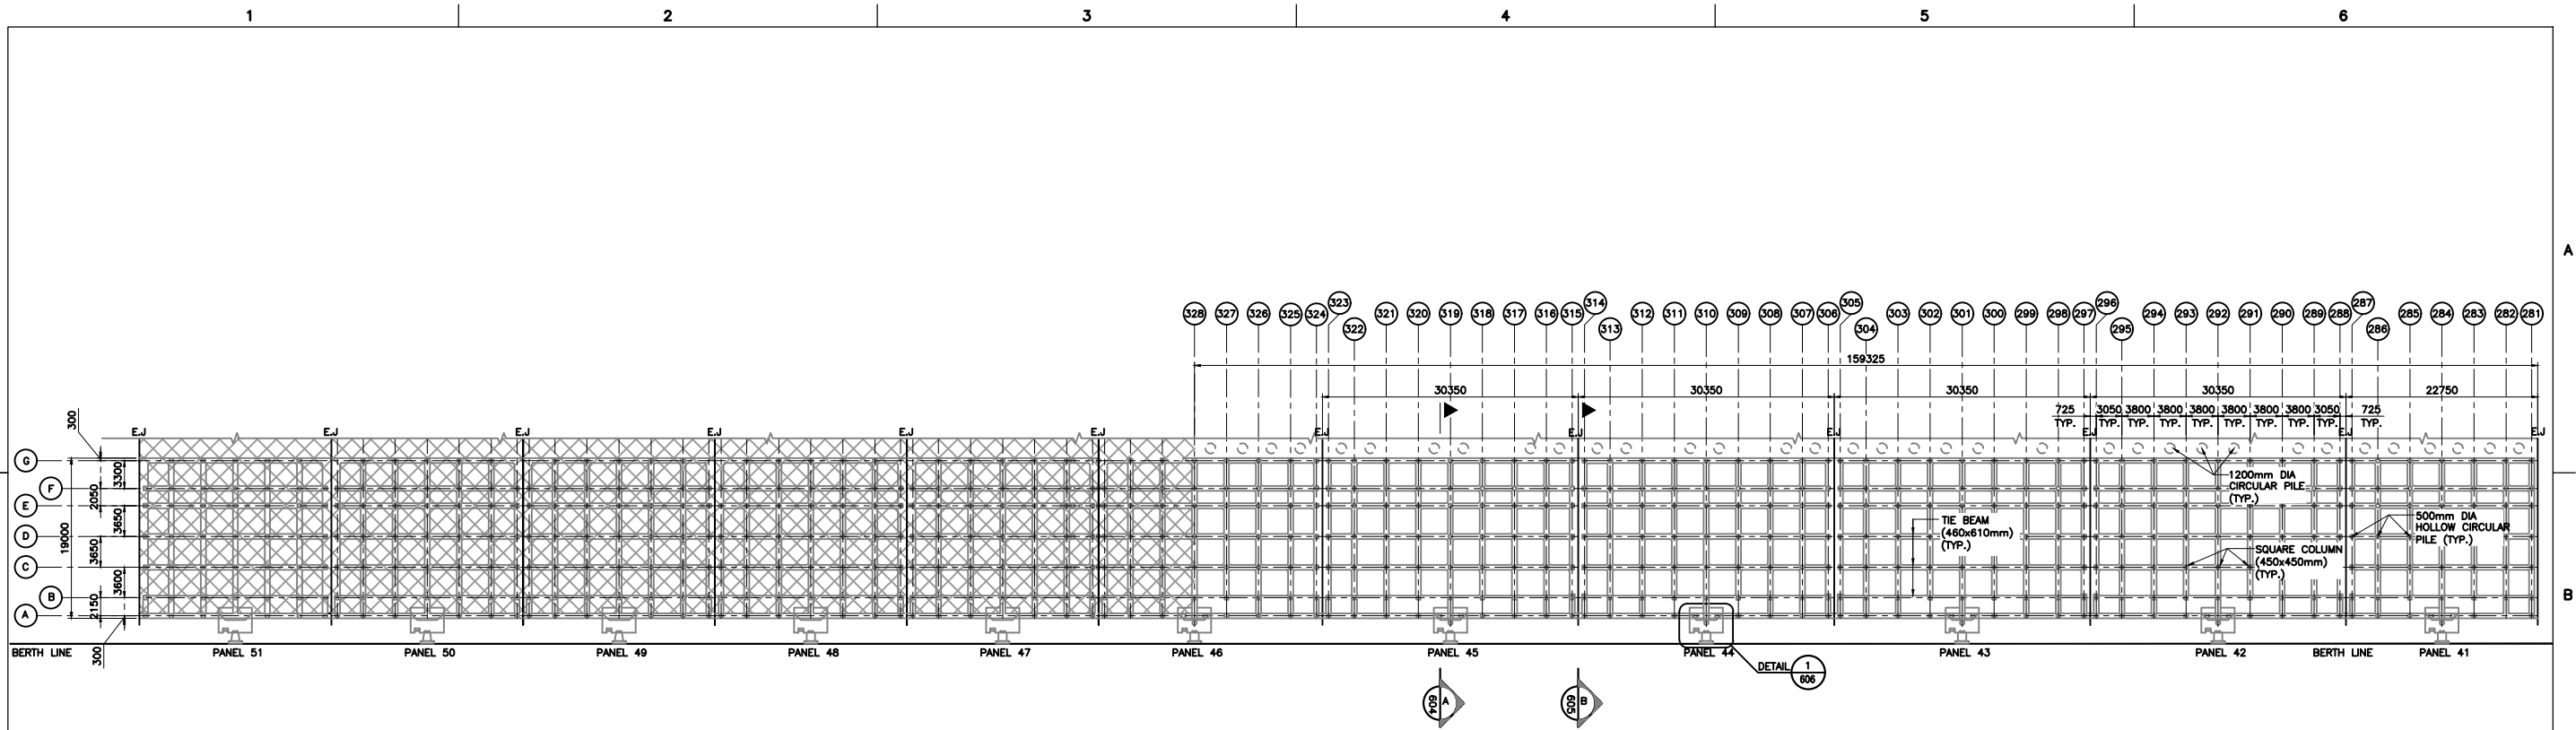 1 2 3 4 5 6
A
B
328 327 326 325 324 323 322 321 320 319 318 317 316 315 314 313 312 311 310 309 308 307 306 305 304 303 302 301 300 299 298 297 296 295 294 293 292 291 290 289 288 287 286 285 284 283 282 281
159325
30350 30350 30350 30350 22750
725 TYP. 3050 TYP. 3800 TYP. 3800 TYP. 3800 TYP. 3800 TYP. 3800 TYP. 3800 TYP. 3050 TYP. 725 TYP.
E.J E.J E.J E.J E.J E.J E.J E.J E.J E.J E.J E.J
G
F
E
D
C
B
A
300
3300
2050
3650
19000
3650
3600
2150
300
1200mm DIA
CIRCULAR PILE
(TYP.)
TIE BEAM
(460x610mm)
(TYP.)
500mm DIA
HOLLOW CIRCULAR
PILE (TYP.)
SQUARE COLUMN
(450x450mm)
(TYP.)
BERTH LINE PANEL 51 PANEL 50 PANEL 49 PANEL 48 PANEL 47 PANEL 46 PANEL 45 PANEL 44 PANEL 43 PANEL 42 BERTH LINE PANEL 41
DETAIL 1
606
604 A
605 B